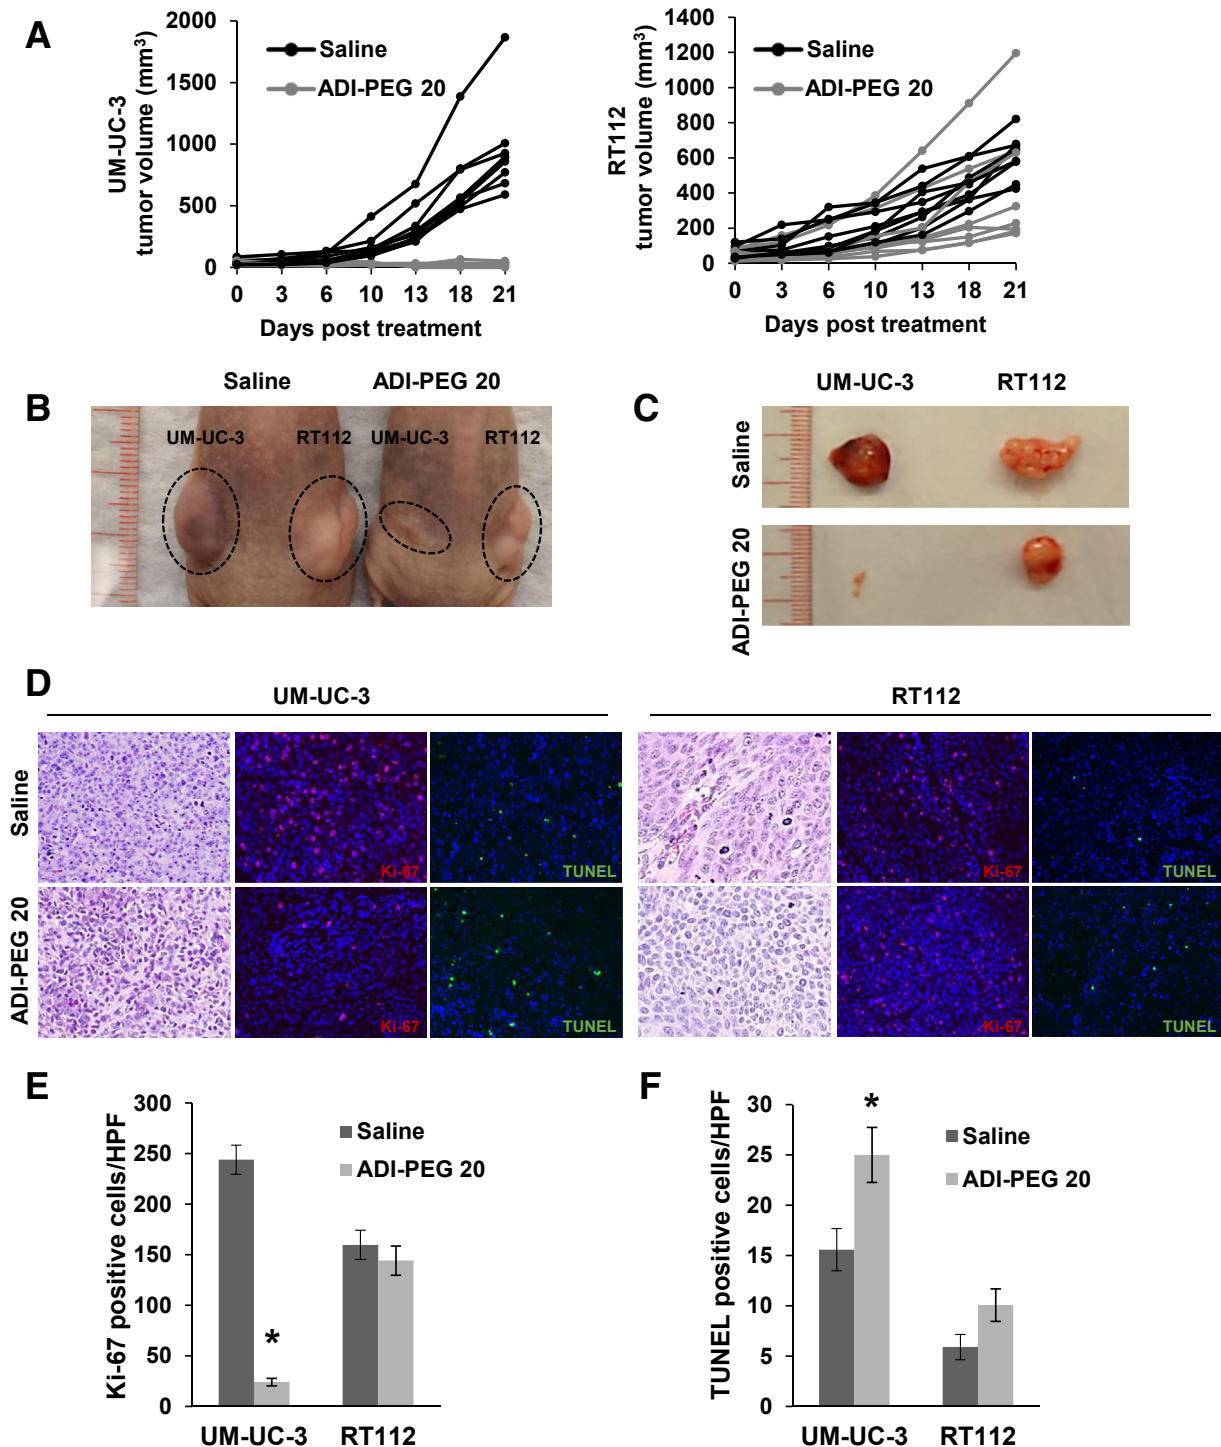 A
UM-UC-3
tumor volume (mm³)
2000
1500
1000
500
0
Saline
ADI-PEG 20
0 3 6 10 13 18 21
Days post treatment
RT112
tumor volume (mm³)
1400
1200
1000
800
600
400
200
0
Saline
ADI-PEG 20
0 3 6 10 13 18 21
Days post treatment
B
Saline ADI-PEG 20
UM-UC-3 RT112 UM-UC-3 RT112
C
UM-UC-3 RT112
Saline
ADI-PEG 20
D
UM-UC-3 RT112
Saline
Ki-67 TUNEL Ki-67 TUNEL
ADI-PEG 20
Ki-67 TUNEL Ki-67 TUNEL
E
Ki-67 positive cells/HPF
300
250
200
150
100
50
0
Saline
ADI-PEG 20
*
UM-UC-3 RT112
F
TUNEL positive cells/HPF
30
25
20
15
10
5
0
*
Saline
ADI-PEG 20
UM-UC-3 RT112